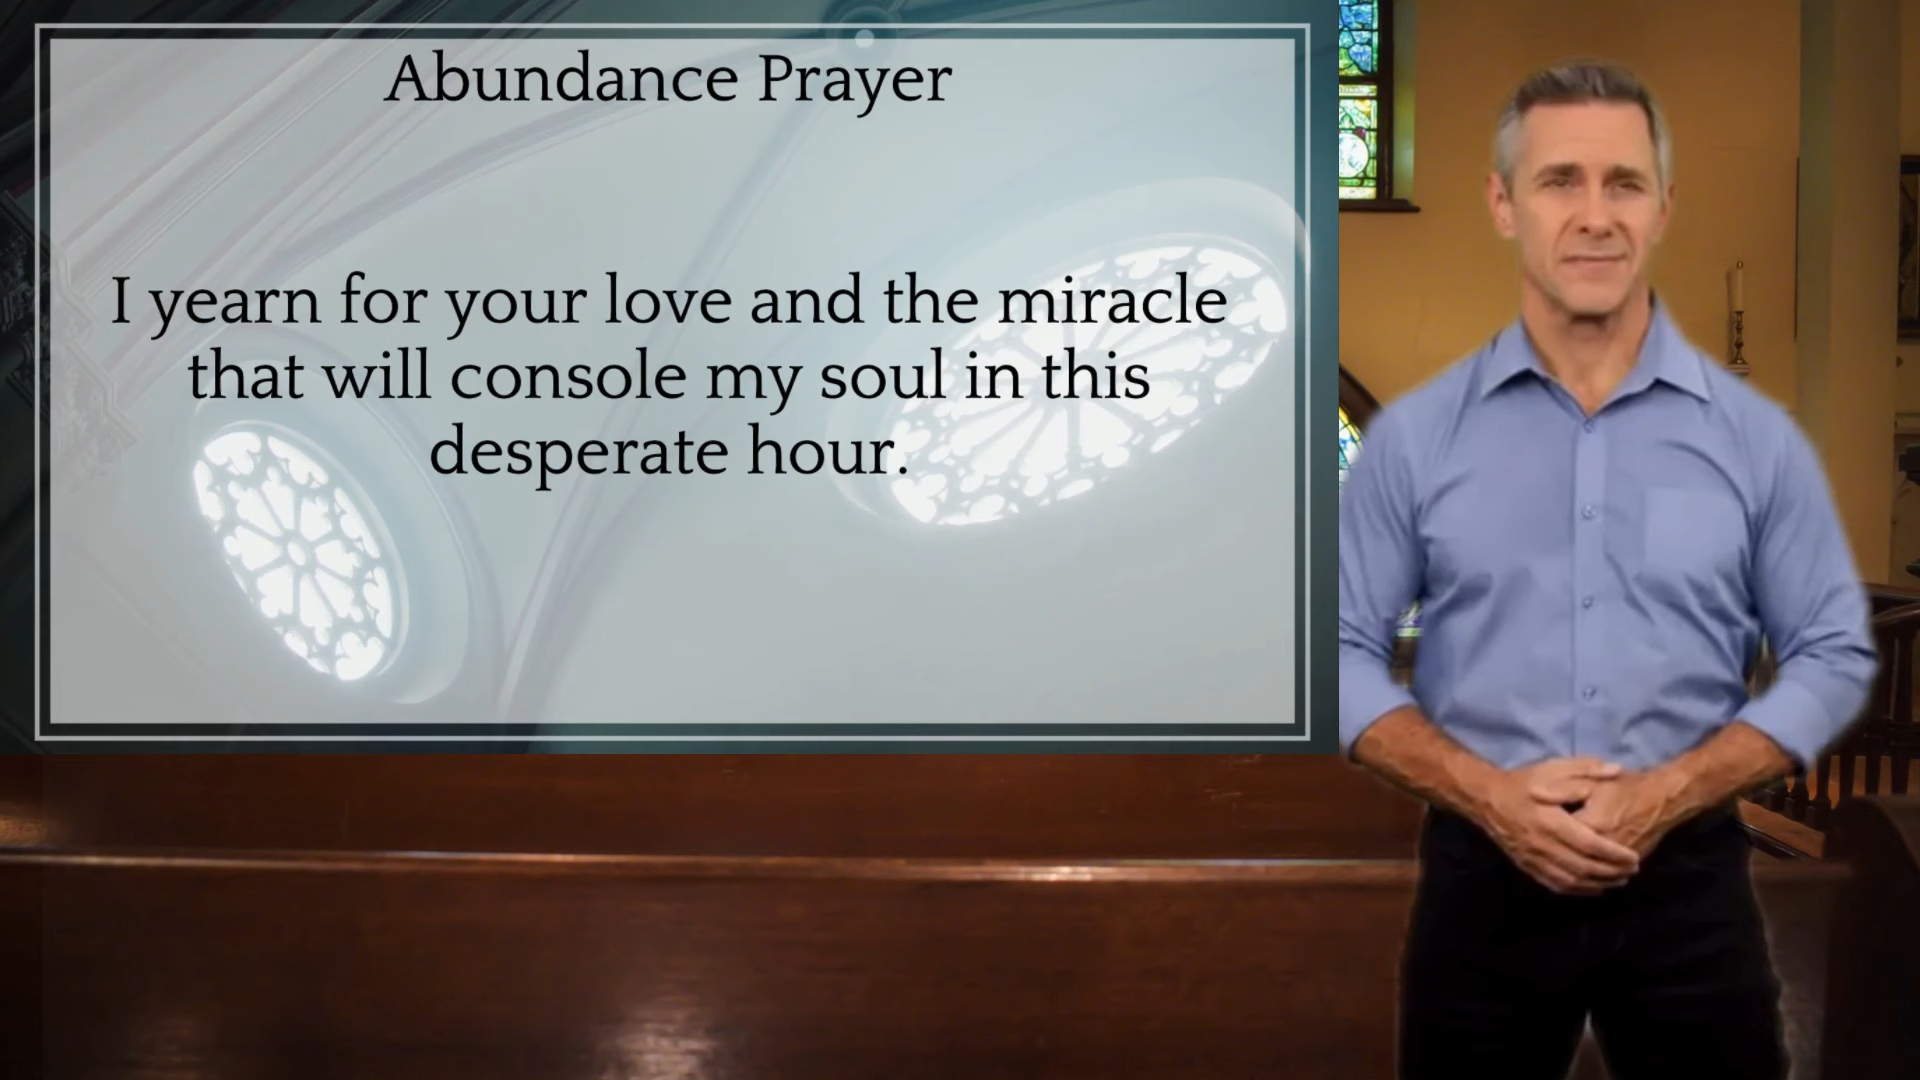 Abundance Prayer
I yearn for your love and the miracle
that will console my soul in this
desperate hour.